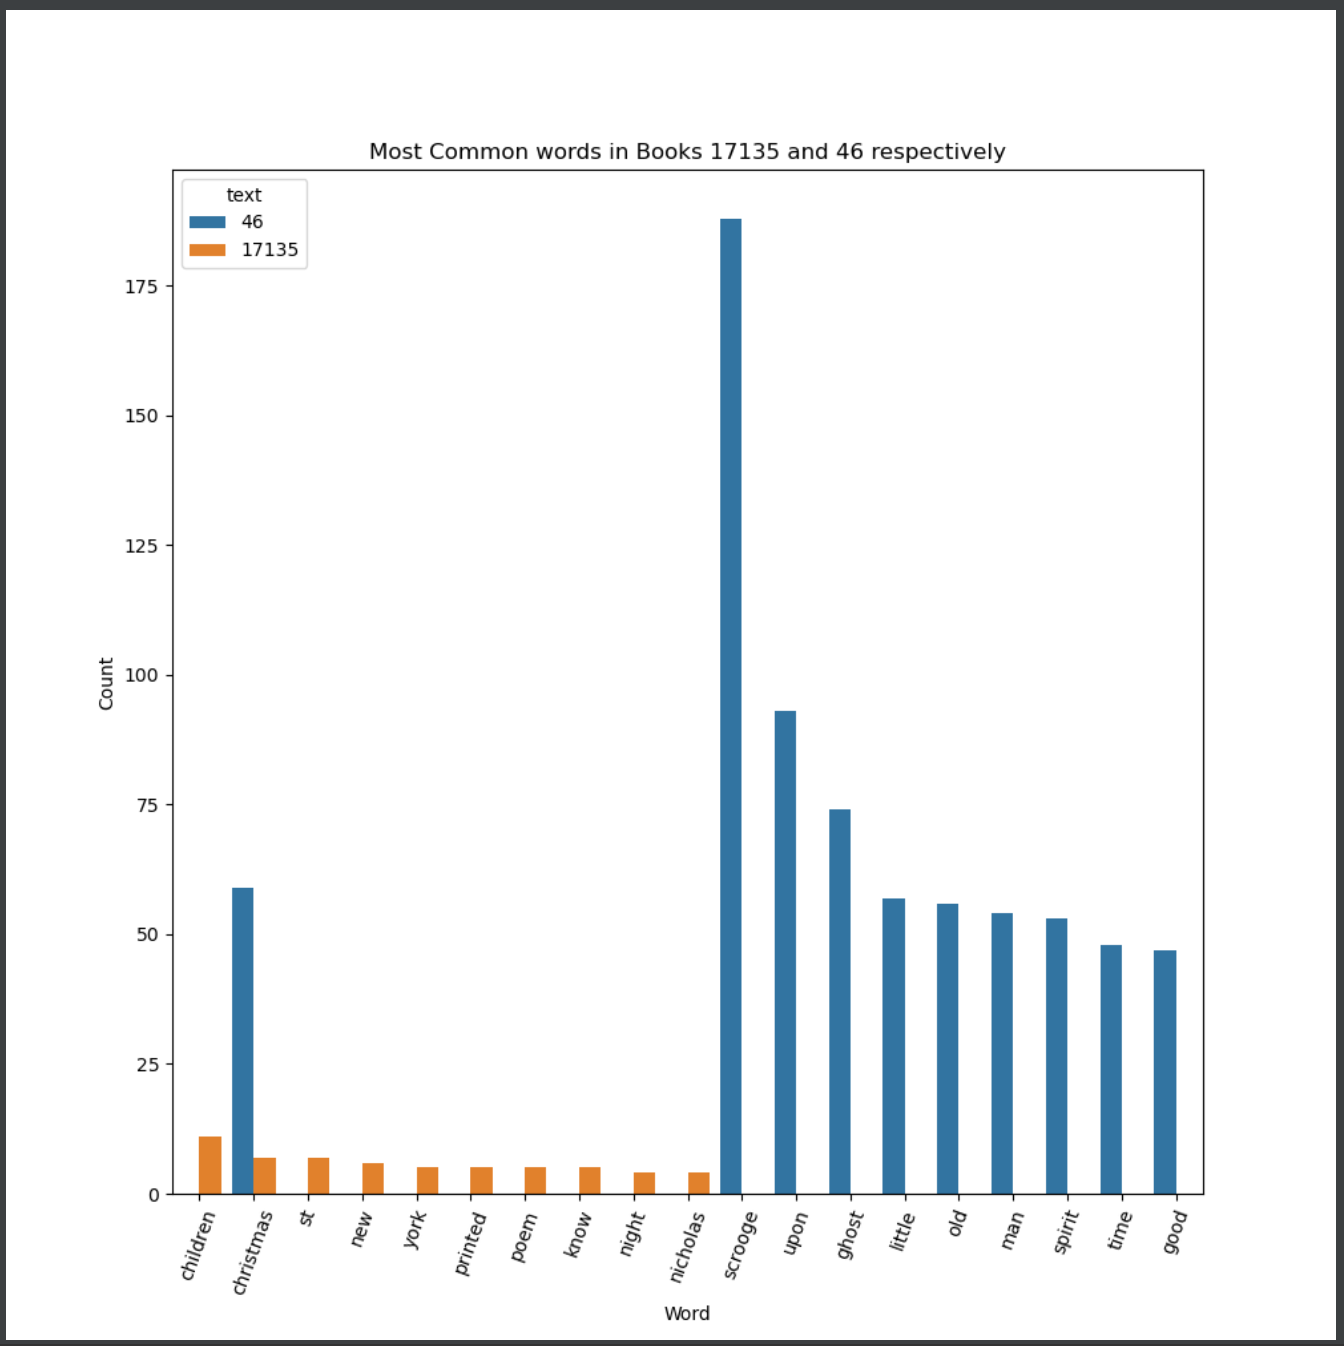 Most Common words in Books 17135 and 46 respectively
text
46
17135
175
150
125
100
75
50
25
0
Count
children christmas st new york printed poem know night nicholas scrooge upon ghost little old man spirit time good
Word